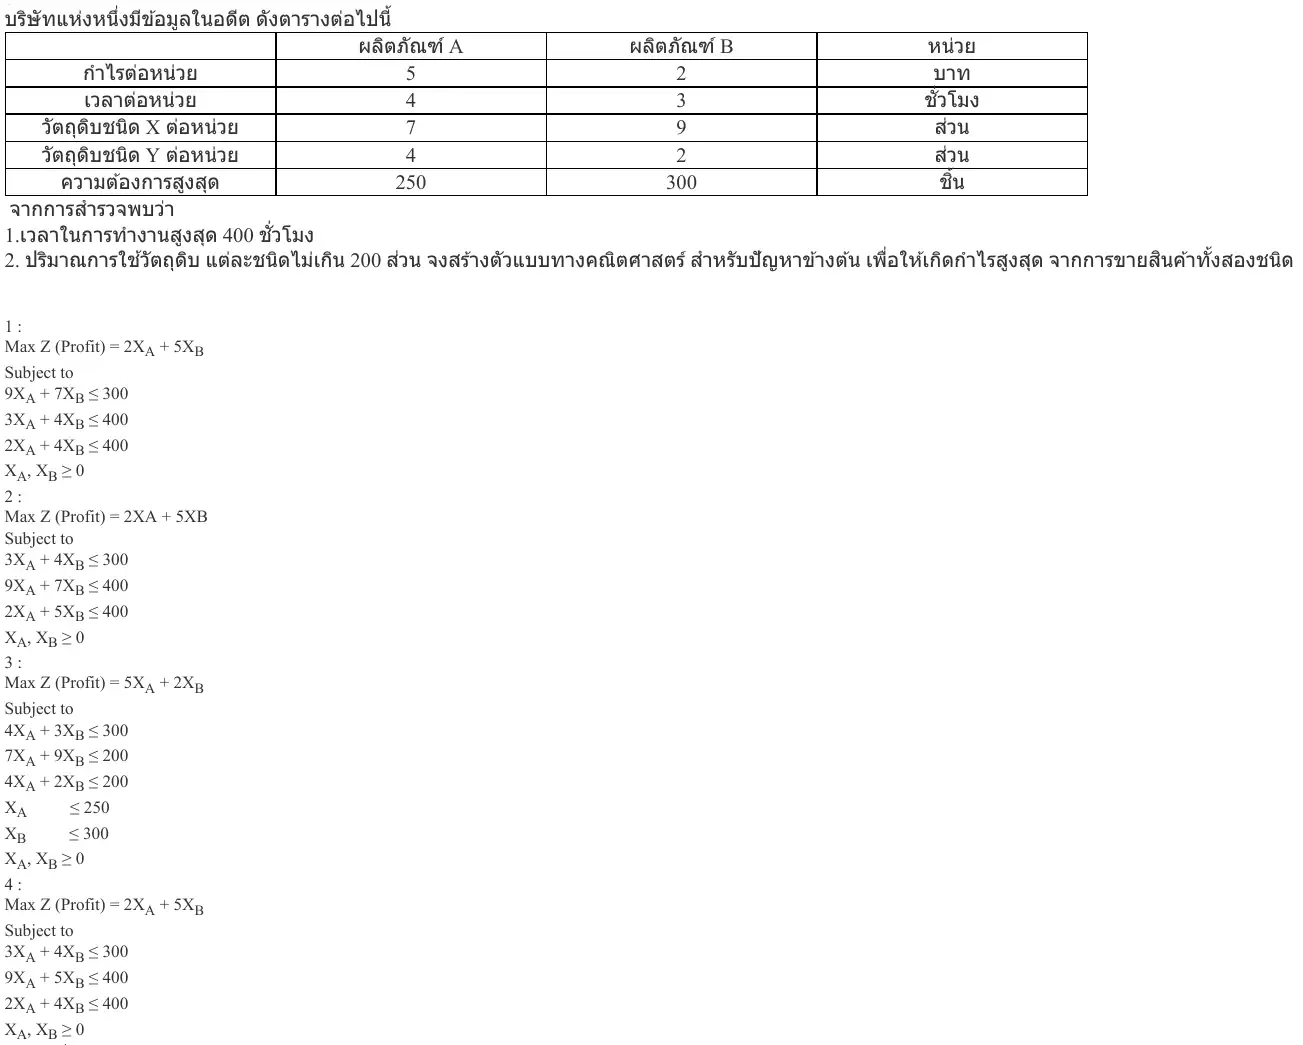 บริษัทแห่งหนึ่งมีข้อมูลในอดีต ดังตารางต่อไปนี้
ผลิตภัณฑ์ A ผลิตภัณฑ์ B หน่วย
กำไรต่อหน่วย 5 2 บาท
เวลาต่อหน่วย 4 3 ชั่วโมง
วัตถุดิบชนิด X ต่อหน่วย 7 9 ส่วน
วัตถุดิบชนิด Y ต่อหน่วย 4 2 ส่วน
ความต้องการสูงสุด 250 300 ชิ้น
จากการสำรวจพบว่า
1.เวลาในการทำงานสูงสุด 400 ชั่วโมง
2. ปริมาณการใช้วัตถุดิบ แต่ละชนิดไม่เกิน 200 ส่วน จงสร้างตัวแบบทางคณิตศาสตร์ สำหรับปัญหาข้างต้น เพื่อให้เกิดกำไรสูงสุด จากการขายสินค้าทั้งสองชนิด
1 :
Max Z (Profit) = 2XA + 5XB
Subject to
9XA + 7XB ≤ 300
3XA + 4XB ≤ 400
2XA + 4XB ≤ 400
XA, XB ≥ 0
2 :
Max Z (Profit) = 2XA + 5XB
Subject to
3XA + 4XB ≤ 300
9XA + 7XB ≤ 400
2XA + 5XB ≤ 400
XA, XB ≥ 0
3 :
Max Z (Profit) = 5XA + 2XB
Subject to
4XA + 3XB ≤ 300
7XA + 9XB ≤ 200
4XA + 2XB ≤ 200
XA ≤ 250
XB ≤ 300
XA, XB ≥ 0
4 :
Max Z (Profit) = 2XA + 5XB
Subject to
3XA + 4XB ≤ 300
9XA + 5XB ≤ 400
2XA + 4XB ≤ 400
XA, XB ≥ 0